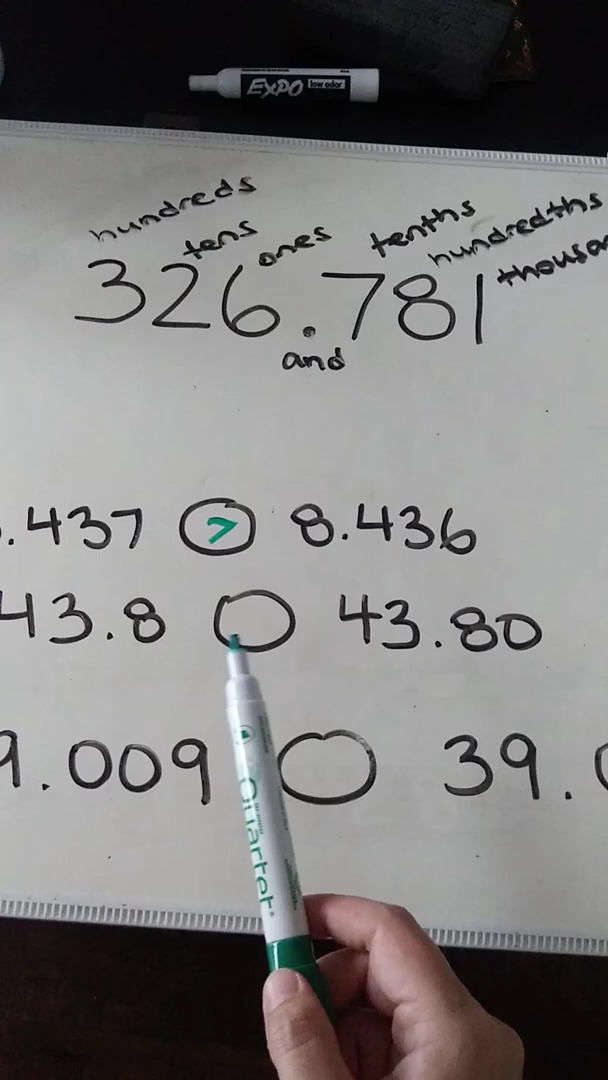 EXPO low odor
hundreds tens ones tenths hundredths thousan
326.781
and
.437 > 8.436
43.8 43.80
9.009 39.
Quartet